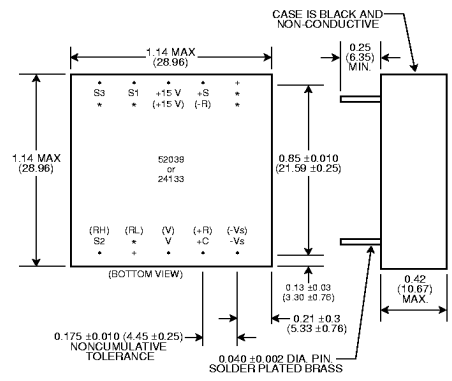 CASE IS BLACK AND
NON-CONDUCTIVE
1.14 MAX
(28.96)
0.25
(6.35)
MIN.
S3 S1 +15 V +S *
* * (+15 V) (-R) *
1.14 MAX
(28.96)
52039
or
24133
0.85 ±0.010
(21.59 ±0.25)
(RH) (RL) (V) (+R) (-Vs)
S2 * V +C -Vs
(BOTTOM VIEW)
0.13 ±0.03
(3.30 ±0.76)
0.42
(10.67)
MAX.
0.21 ±0.3
(5.33 ±0.76)
0.175 ±0.010 (4.45 ±0.25)
NONCUMULATIVE
TOLERANCE
0.040 ±0.002 DIA. PIN.
SOLDER PLATED BRASS